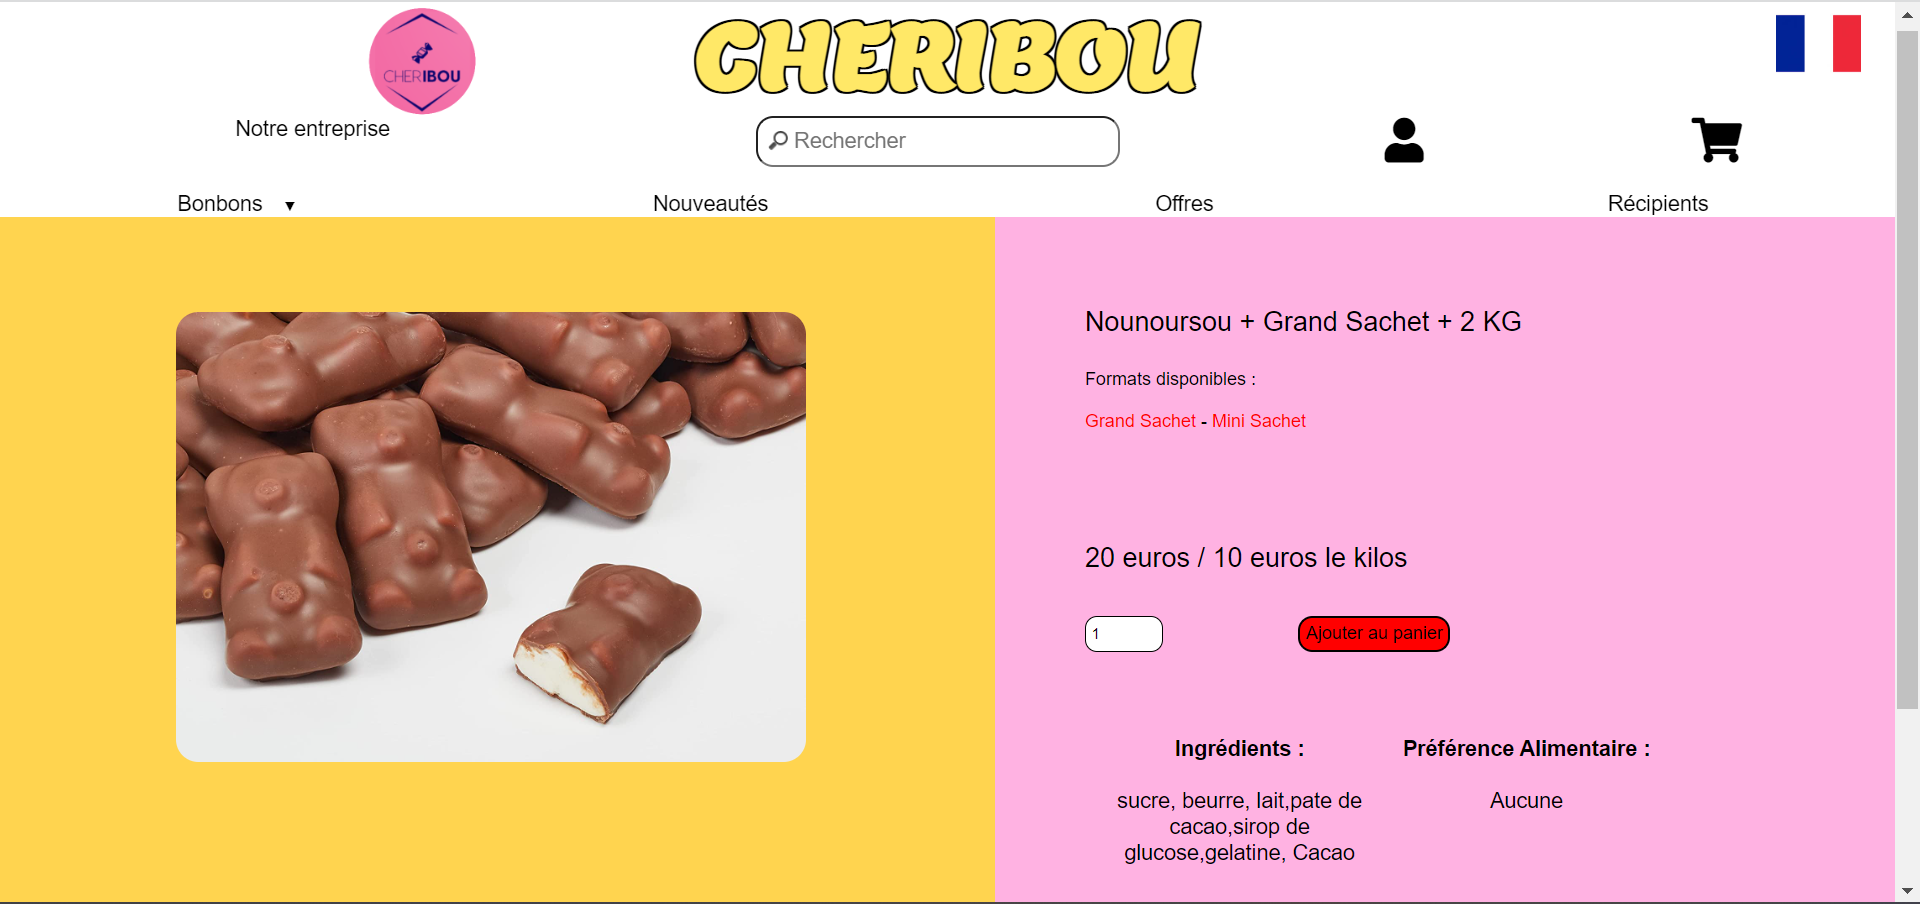 CHERIBOU
CHERIBOU
Notre entreprise
Rechercher
Bonbons ▼
Nouveautés
Offres
Récipients
Nounoursou + Grand Sachet + 2 KG
Formats disponibles :
Grand Sachet - Mini Sachet
20 euros / 10 euros le kilos
1
Ajouter au panier
Ingrédients :
sucre, beurre, lait,pate de
cacao,sirop de
glucose,gelatine, Cacao
Préférence Alimentaire :
Aucune